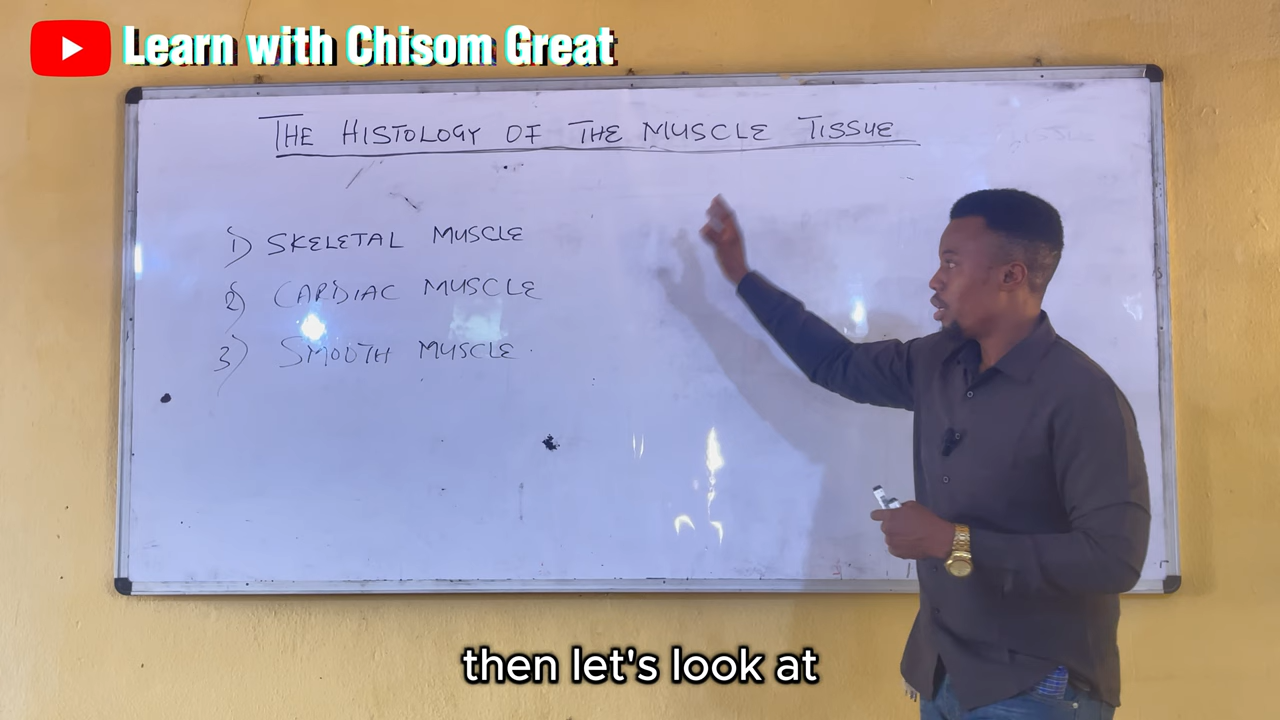 Learn with Chisom Great
THE HISTOLOGY OF THE MUSCLE TISSUE
1) SKELETAL MUSCLE
2) CARDIAC MUSCLE
3) SMOOTH MUSCLE.
then let's look at